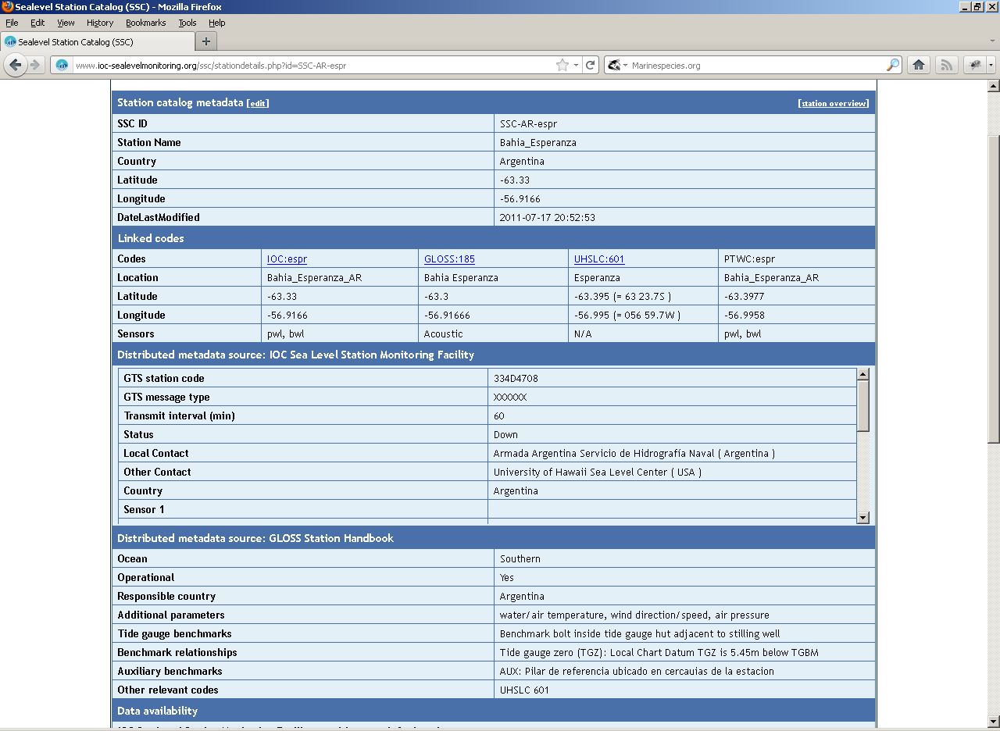 Sealevel Station Catalog (SSC) - Mozilla Firefox
File Edit View History Bookmarks Tools Help
Sealevel Station Catalog (SSC)
www.ioc-sealevelmonitoring.org/ssc/stationdetails.php?id=SSC-AR-espr Marinespecies.org
Station catalog metadata [edit] [station overview]
SSC ID SSC-AR-espr
Station Name Bahia_Esperanza
Country Argentina
Latitude -63.33
Longitude -56.9166
DateLastModified 2011-07-17 20:52:53
Linked codes
Codes IOC:espr GLOSS:185 UHSLC:601 PTWC:espr
Location Bahia_Esperanza_AR Bahia Esperanza Esperanza Bahia_Esperanza_AR
Latitude -63.33 -63.3 -63.395 (= 63 23.7S ) -63.3977
Longitude -56.9166 -56.91666 -56.995 (= 056 59.7W ) -56.9958
Sensors pwl, bwl Acoustic N/A pwl, bwl
Distributed metadata source: IOC Sea Level Station Monitoring Facility
GTS station code 334D4708
GTS message type XXXXXX
Transmit interval (min) 60
Status Down
Local Contact Armada Argentina Servicio de Hidrografía Naval ( Argentina )
Other Contact University of Hawaii Sea Level Center ( USA )
Country Argentina
Sensor 1
Distributed metadata source: GLOSS Station Handbook
Ocean Southern
Operational Yes
Responsible country Argentina
Additional parameters water/air temperature, wind direction/speed, air pressure
Tide gauge benchmarks Benchmark bolt inside tide gauge hut adjacent to stilling well
Benchmark relationships Tide gauge zero (TGZ): Local Chart Datum TGZ is 5.45m below TGBM
Auxiliary benchmarks AUX: Pilar de referencia ubicado en cercauias de la estacion
Other relevant codes UHSLC 601
Data availability